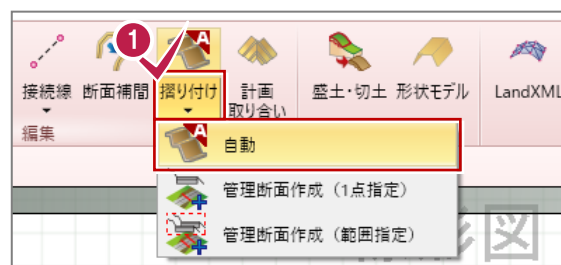 1
A
接続線 断面補間 摺り付け 計画 取り合い 盛土・切土 形状モデル LandXML
編集
A 自動
管理断面作成（1点指定）
管理断面作成（範囲指定）
図